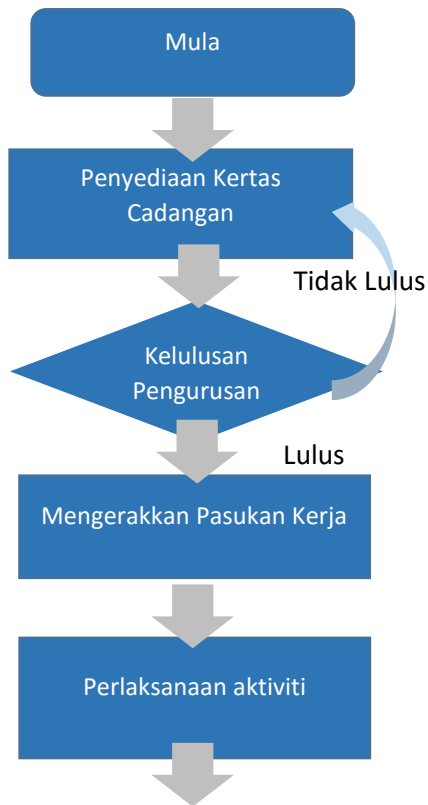 Mula
Penyediaan Kertas
Cadangan
Tidak Lulus
Kelulusan
Pengurusan
Lulus
Mengerakkan Pasukan Kerja
Perlaksanaan aktiviti